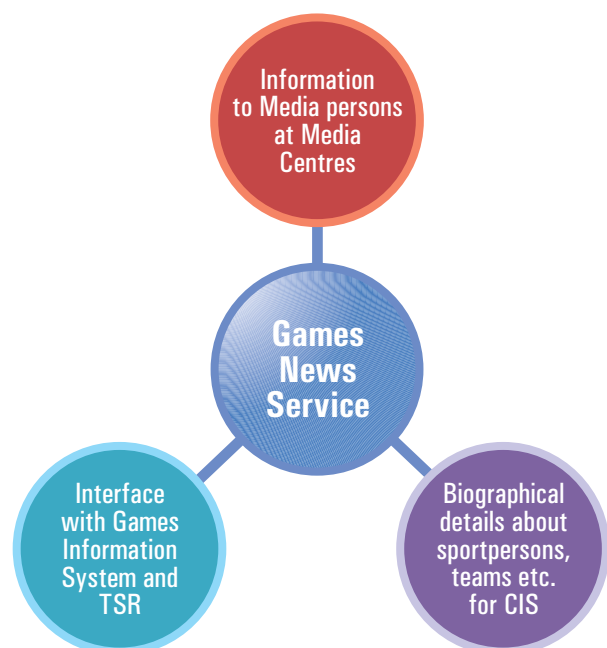 Information
to Media persons
at Media
Centres
Games
News
Service
Interface
with Games
Information
System and
TSR
Biographical
details about
sportpersons,
teams etc.
for CIS